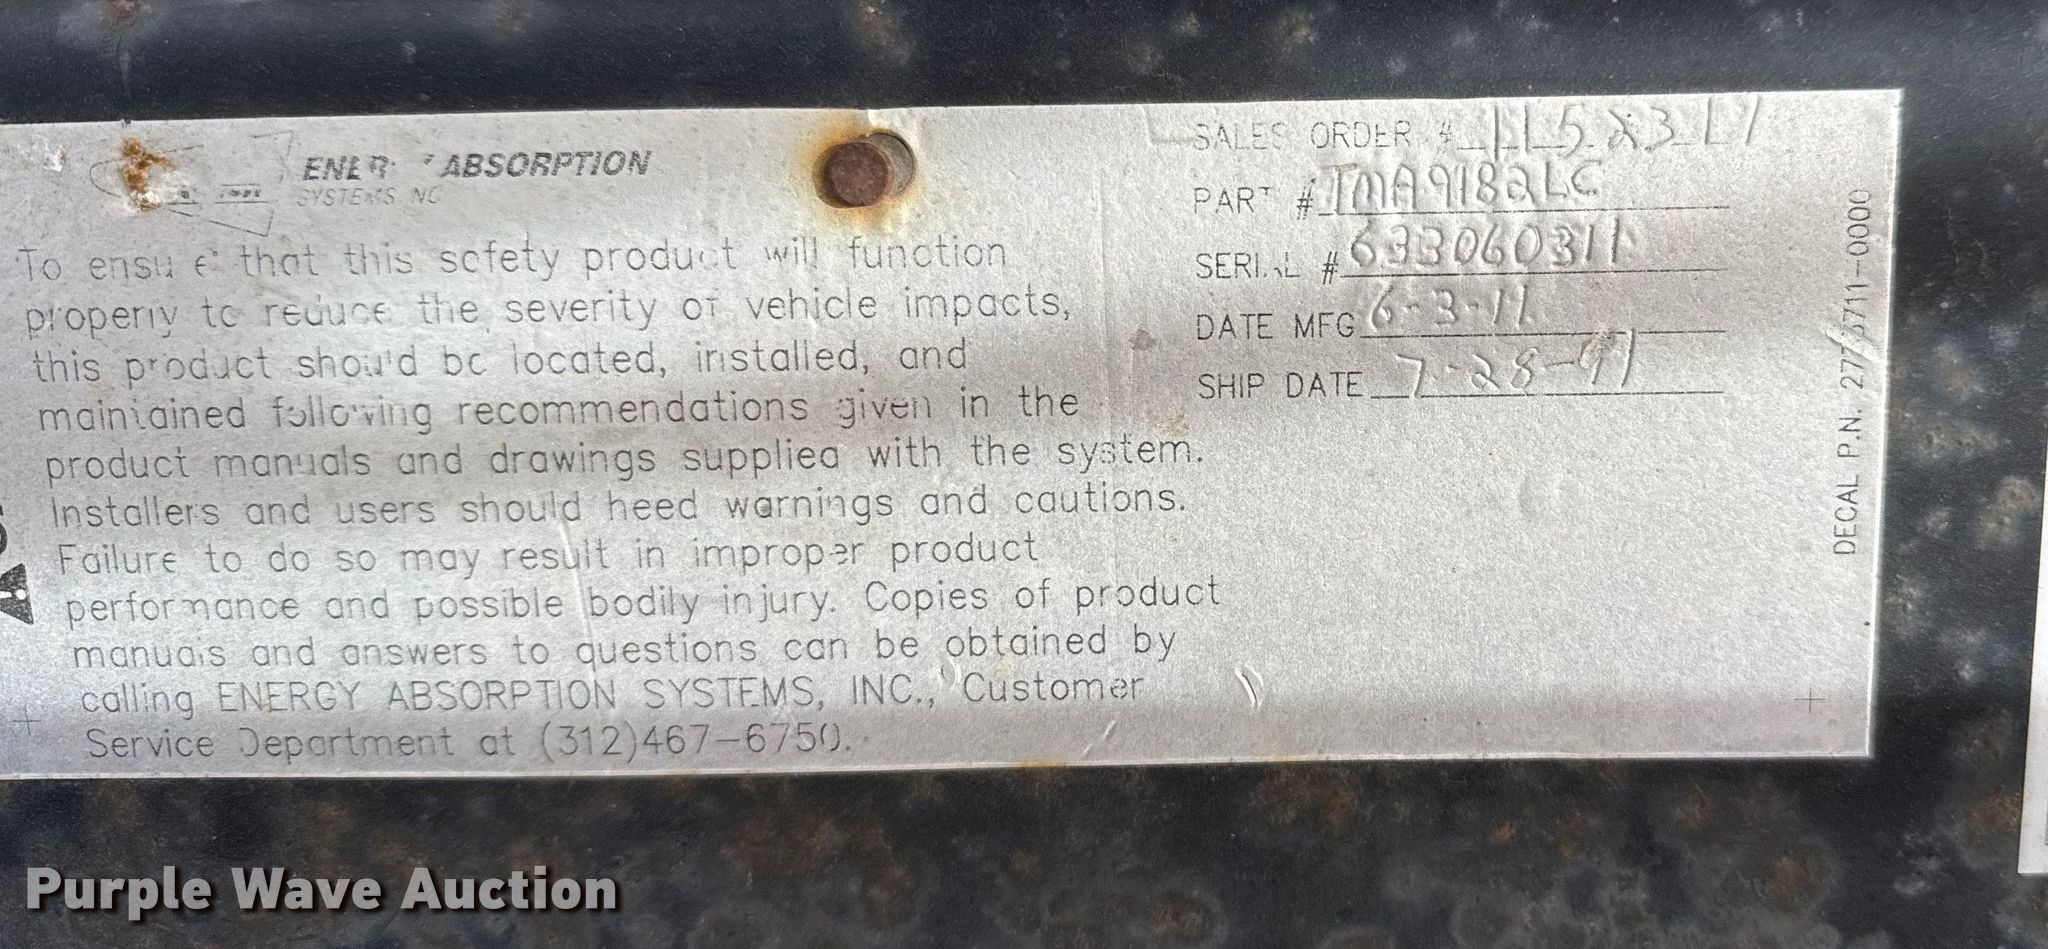 ENERGY ABSORPTION
SYSTEMS INC
To ensure that this safety product will function
properly to reduce the severity of vehicle impacts,
this product should be located, installed, and
maintained following recommendations given in the
product manuals and drawings supplied with the system.
Installers and users should heed warnings and cautions.
Failure to do so may result in improper product
performance and possible bodily injury. Copies of product
manuals and answers to questions can be obtained by
calling ENERGY ABSORPTION SYSTEMS, INC., Customer
Service Department at (312)467-6750.
SALES ORDER #
PART # TMA9182LC
SERIAL # 633060311
DATE MFG 6-3-11
SHIP DATE 7-28-91
DECAL P.N.
Purple Wave Auction